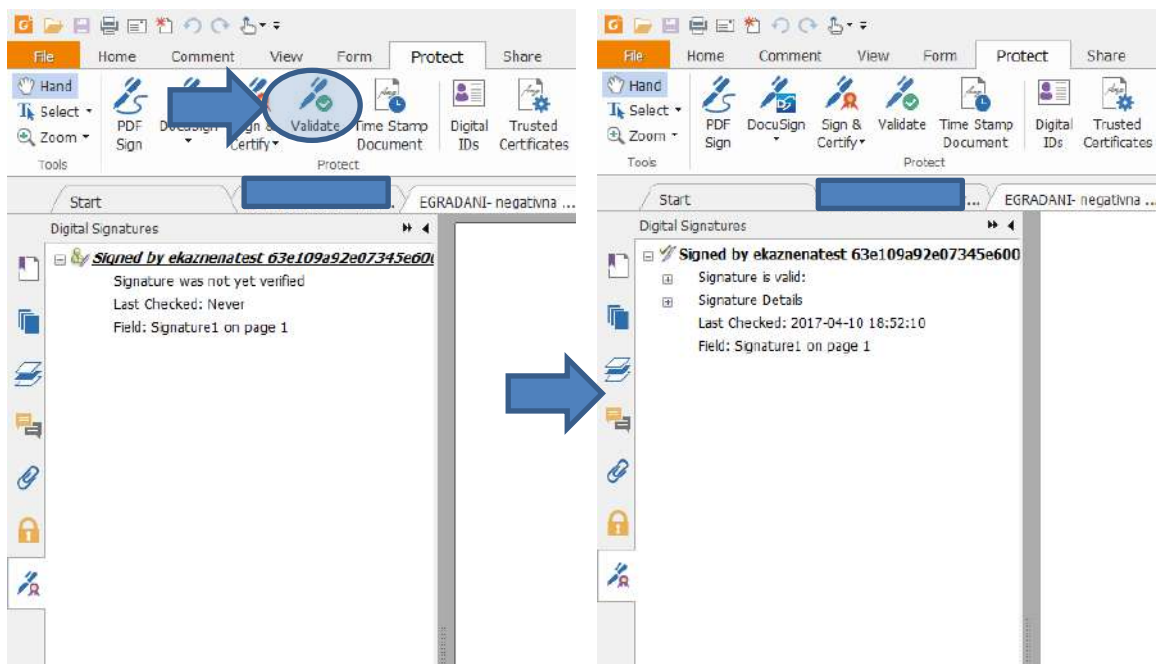 File Home Comment View Form Protect Share
Hand
Select
Zoom
Tools
PDF Sign
Validate
Time Stamp Document
Digital IDs
Trusted Certificates
Certify
Protect
Start
EGRADANI- negativna ...
Digital Signatures
Signed by ekaznenatest 63e109a92e07345e600
Signature was not yet verified
Last Checked: Never
Field: Signature1 on page 1
File Home Comment View Form Protect Share
Hand
Select
Zoom
Tools
PDF Sign
DocuSign
Sign & Certify
Validate
Time Stamp Document
Digital IDs
Trusted Certificates
Protect
Start
... EGRADANI- negativna ...
Digital Signatures
Signed by ekaznenatest 63e109a92e07345e600
Signature is valid:
Signature Details
Last Checked: 2017-04-10 18:52:10
Field: Signature1 on page 1